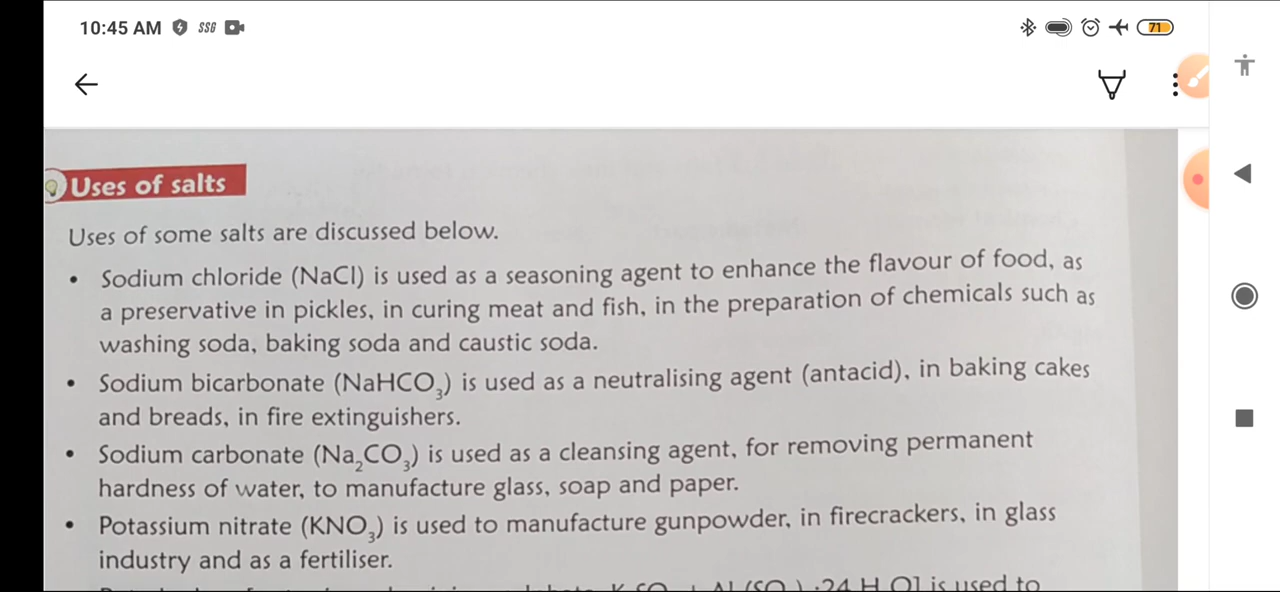 10:45 AM SSG
71
Uses of salts
Uses of some salts are discussed below.
• Sodium chloride (NaCl) is used as a seasoning agent to enhance the flavour of food, as
a preservative in pickles, in curing meat and fish, in the preparation of chemicals such as
washing soda, baking soda and caustic soda.
• Sodium bicarbonate (NaHCO₃) is used as a neutralising agent (antacid), in baking cakes
and breads, in fire extinguishers.
• Sodium carbonate (Na₂CO₃) is used as a cleansing agent, for removing permanent
hardness of water, to manufacture glass, soap and paper.
• Potassium nitrate (KNO₃) is used to manufacture gunpowder, in firecrackers, in glass
industry and as a fertiliser.
24 H O] is used to